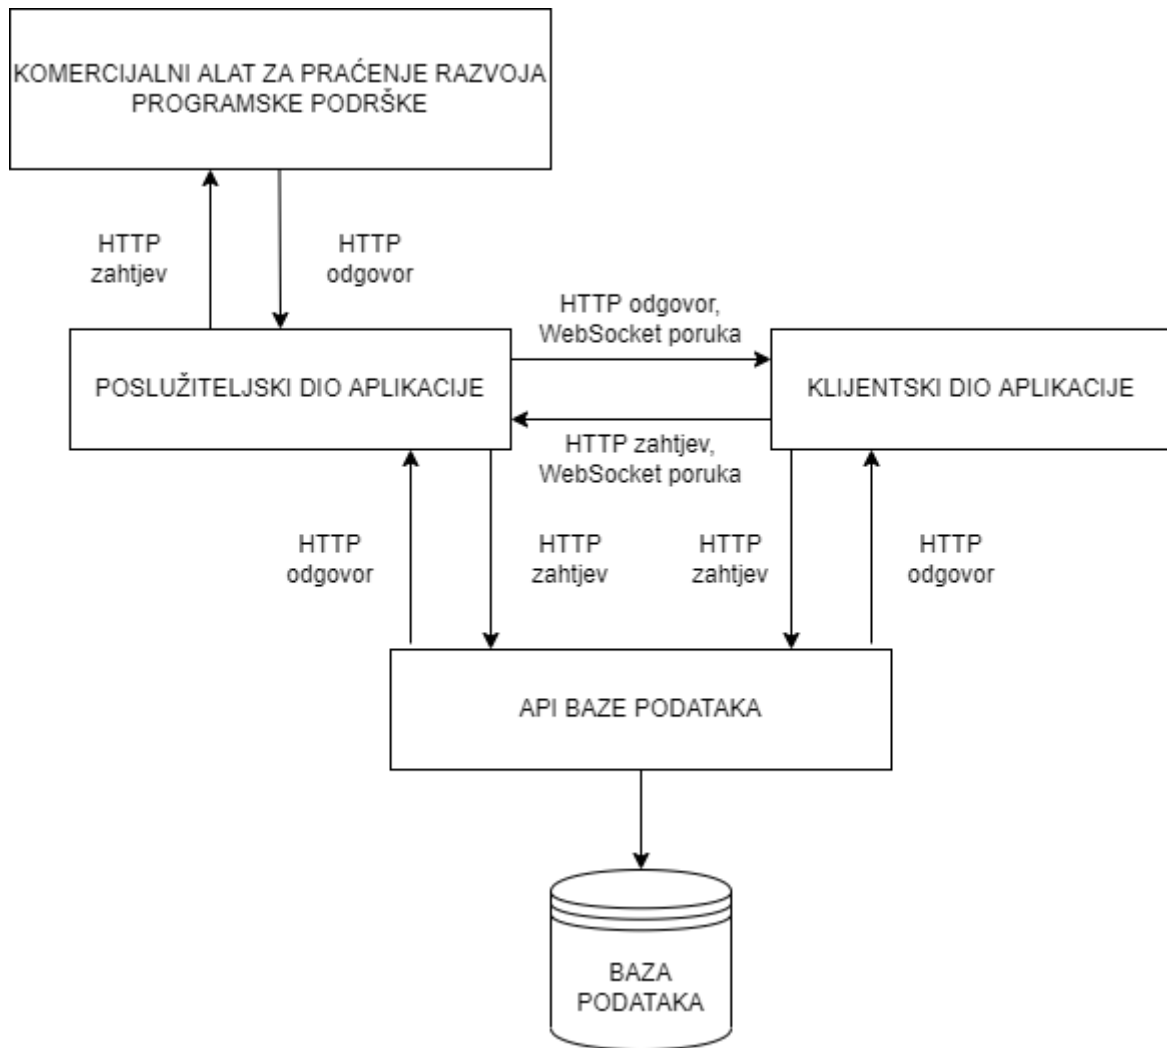 KOMERCIJALNI ALAT ZA PRAĆENJE RAZVOJA
PROGRAMSKE PODRŠKE
HTTP
zahtjev
HTTP
odgovor
HTTP odgovor,
WebSocket poruka
POSLUŽITELJSKI DIO APLIKACIJE
KLIJENTSKI DIO APLIKACIJE
HTTP zahtjev,
WebSocket poruka
HTTP
odgovor
HTTP
zahtjev
HTTP
zahtjev
HTTP
odgovor
API BAZE PODATAKA
BAZA
PODATAKA